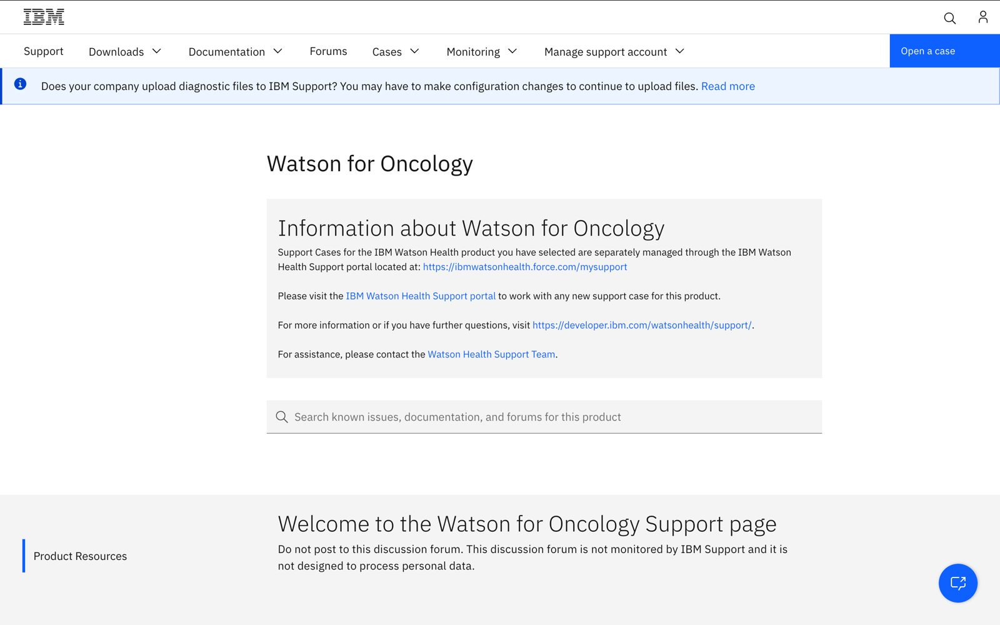 IBM
Support
Downloads
Documentation
Forums
Cases
Monitoring
Manage support account
Open a case
Does your company upload diagnostic files to IBM Support? You may have to make configuration changes to continue to upload files. Read more
Watson for Oncology
Information about Watson for Oncology
Support Cases for the IBM Watson Health product you have selected are separately managed through the IBM Watson
Health Support portal located at: https://ibmwatsonhealth.force.com/mysupport
Please visit the IBM Watson Health Support portal to work with any new support case for this product.
For more information or if you have further questions, visit https://developer.ibm.com/watsonhealth/support/.
For assistance, please contact the Watson Health Support Team.
Search known issues, documentation, and forums for this product
Product Resources
Welcome to the Watson for Oncology Support page
Do not post to this discussion forum. This discussion forum is not monitored by IBM Support and it is
not designed to process personal data.